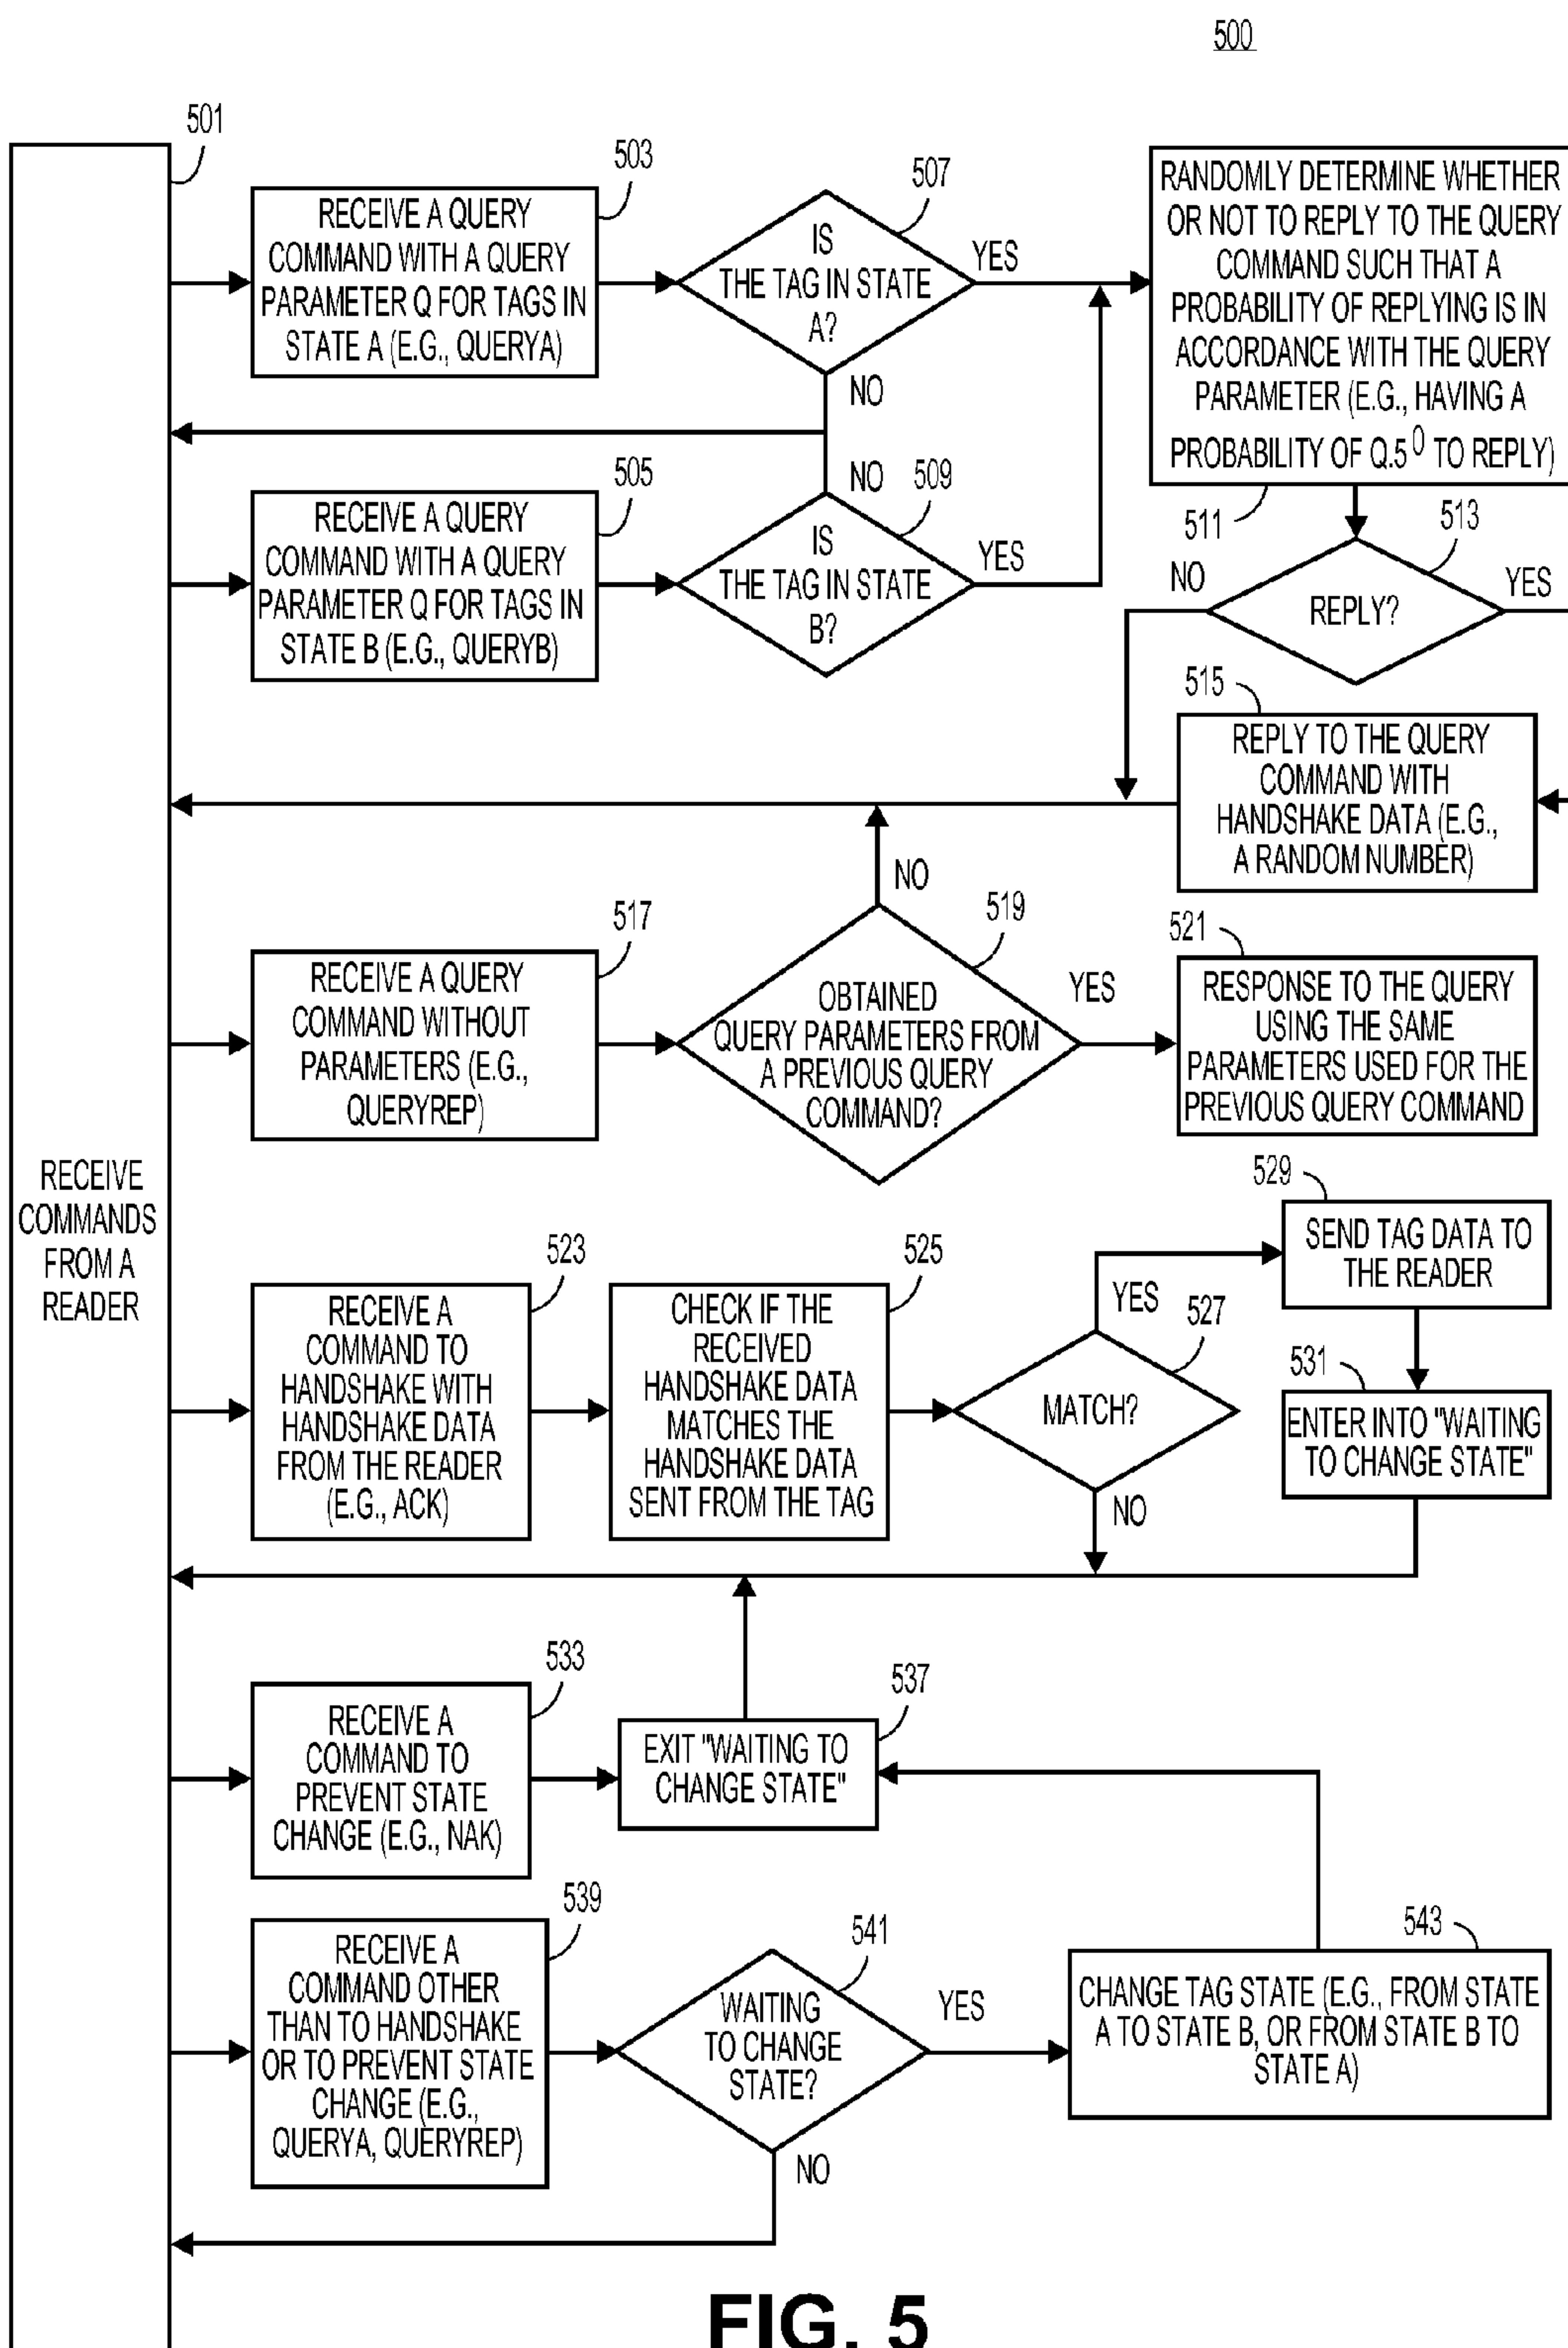 500
501
503
RECEIVE A QUERY
COMMAND WITH A QUERY
PARAMETER Q FOR TAGS IN
STATE A (E.G., QUERYA)
507
IS
THE TAG IN STATE
A?
YES
NO
RANDOMLY DETERMINE WHETHER
OR NOT TO REPLY TO THE QUERY
COMMAND SUCH THAT A
PROBABILITY OF REPLYING IS IN
ACCORDANCE WITH THE QUERY
PARAMETER (E.G., HAVING A
PROBABILITY OF Q.5^0 TO REPLY)
511
505
RECEIVE A QUERY
COMMAND WITH A QUERY
PARAMETER Q FOR TAGS IN
STATE B (E.G., QUERYB)
NO
509
IS
THE TAG IN STATE
B?
YES
513
NO
REPLY?
YES
515
REPLY TO THE QUERY
COMMAND WITH
HANDSHAKE DATA (E.G.,
A RANDOM NUMBER)
517
RECEIVE A QUERY
COMMAND WITHOUT
PARAMETERS (E.G.,
QUERYREP)
NO
519
OBTAINED
QUERY PARAMETERS FROM
A PREVIOUS QUERY
COMMAND?
YES
521
RESPONSE TO THE QUERY
USING THE SAME
PARAMETERS USED FOR THE
PREVIOUS QUERY COMMAND
RECEIVE
COMMANDS
FROM A
READER
523
RECEIVE A
COMMAND TO
HANDSHAKE WITH
HANDSHAKE DATA
FROM THE READER
(E.G., ACK)
525
CHECK IF THE
RECEIVED
HANDSHAKE DATA
MATCHES THE
HANDSHAKE DATA
SENT FROM THE TAG
YES
527
MATCH?
NO
529
SEND TAG DATA TO
THE READER
531
ENTER INTO "WAITING
TO CHANGE STATE"
533
RECEIVE A
COMMAND TO
PREVENT STATE
CHANGE (E.G., NAK)
537
EXIT "WAITING TO
CHANGE STATE"
539
RECEIVE A
COMMAND OTHER
THAN TO HANDSHAKE
OR TO PREVENT STATE
CHANGE (E.G.,
QUERYA, QUERYREP)
541
WAITING
TO CHANGE
STATE?
YES
NO
543
CHANGE TAG STATE (E.G., FROM STATE
A TO STATE B, OR FROM STATE B TO
STATE A)
FIG. 5